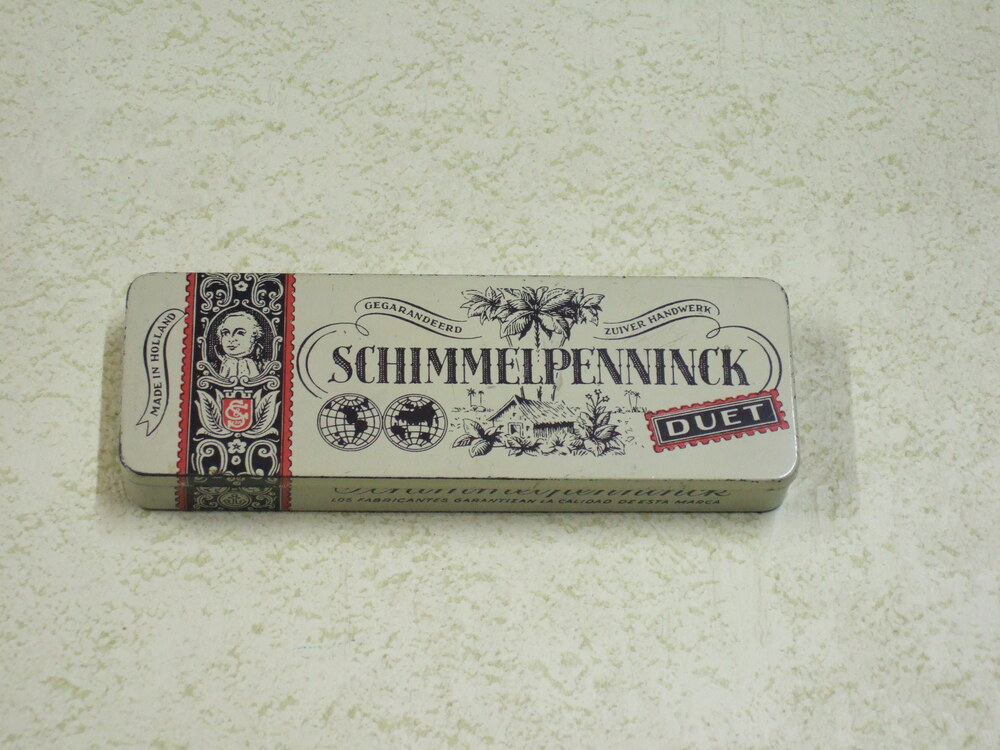 MADE IN HOLLAND
GEGARANDEERD
ZUIVER HANDWERK
SCHIMMELPENNINCK
DUET
S
Schimmelpenninck
LOS FABRICANTES GARANTIZAN LA CALIDAD DE ESTA MARCA